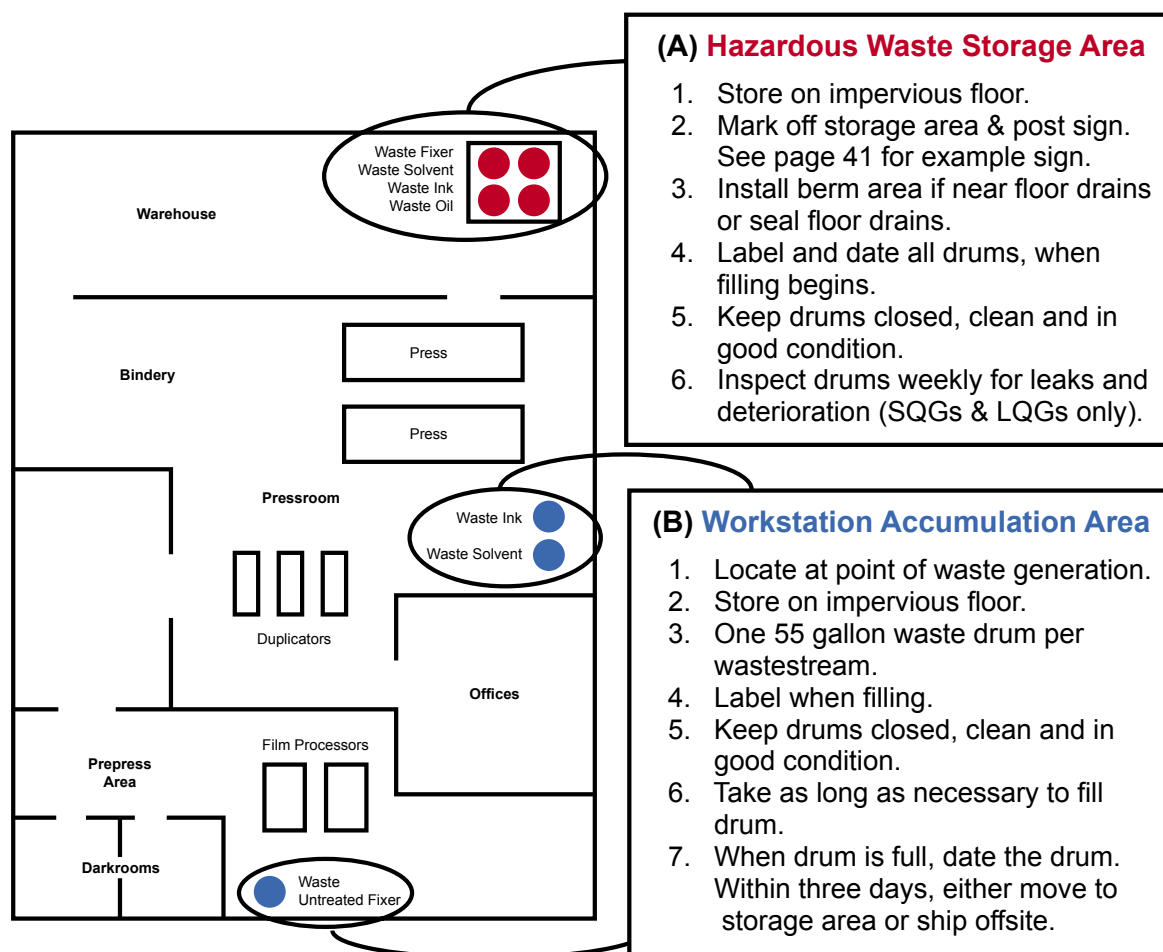 (A) Hazardous Waste Storage Area
1. Store on impervious floor.
2. Mark off storage area & post sign.
See page 41 for example sign.
3. Install berm area if near floor drains
or seal floor drains.
4. Label and date all drums, when
filling begins.
5. Keep drums closed, clean and in
good condition.
6. Inspect drums weekly for leaks and
deterioration (SQGs & LQGs only).
Waste Fixer
Waste Solvent
Waste Ink
Waste Oil
Warehouse
Press
Bindery
Press
Pressroom
Waste Ink
Waste Solvent
Duplicators
Offices
Film Processors
Prepress
Area
Darkrooms
Waste
Untreated Fixer
(B) Workstation Accumulation Area
1. Locate at point of waste generation.
2. Store on impervious floor.
3. One 55 gallon waste drum per
wastestream.
4. Label when filling.
5. Keep drums closed, clean and in
good condition.
6. Take as long as necessary to fill
drum.
7. When drum is full, date the drum.
Within three days, either move to
storage area or ship offsite.